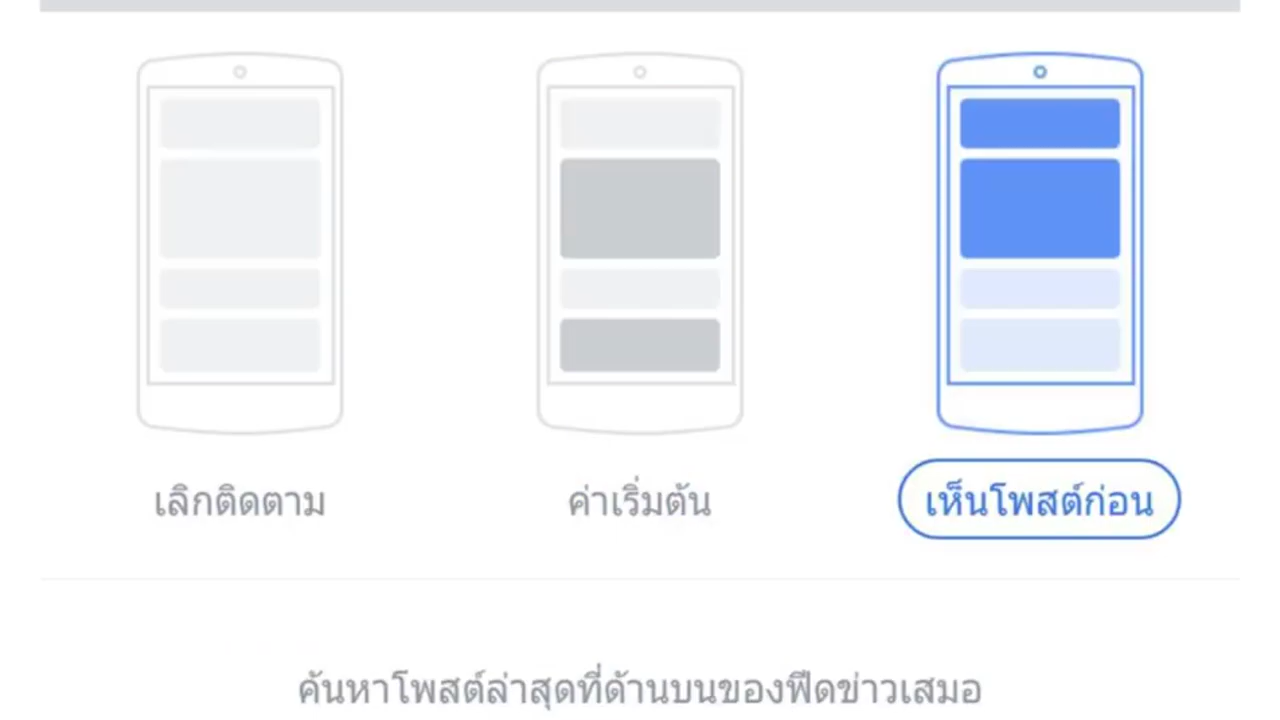 เลิกติดตาม
ค่าเริ่มต้น
เห็นโพสต์ก่อน
ค้นหาโพสต์ล่าสุดที่ด้านบนของฟีดข่าวเสมอ